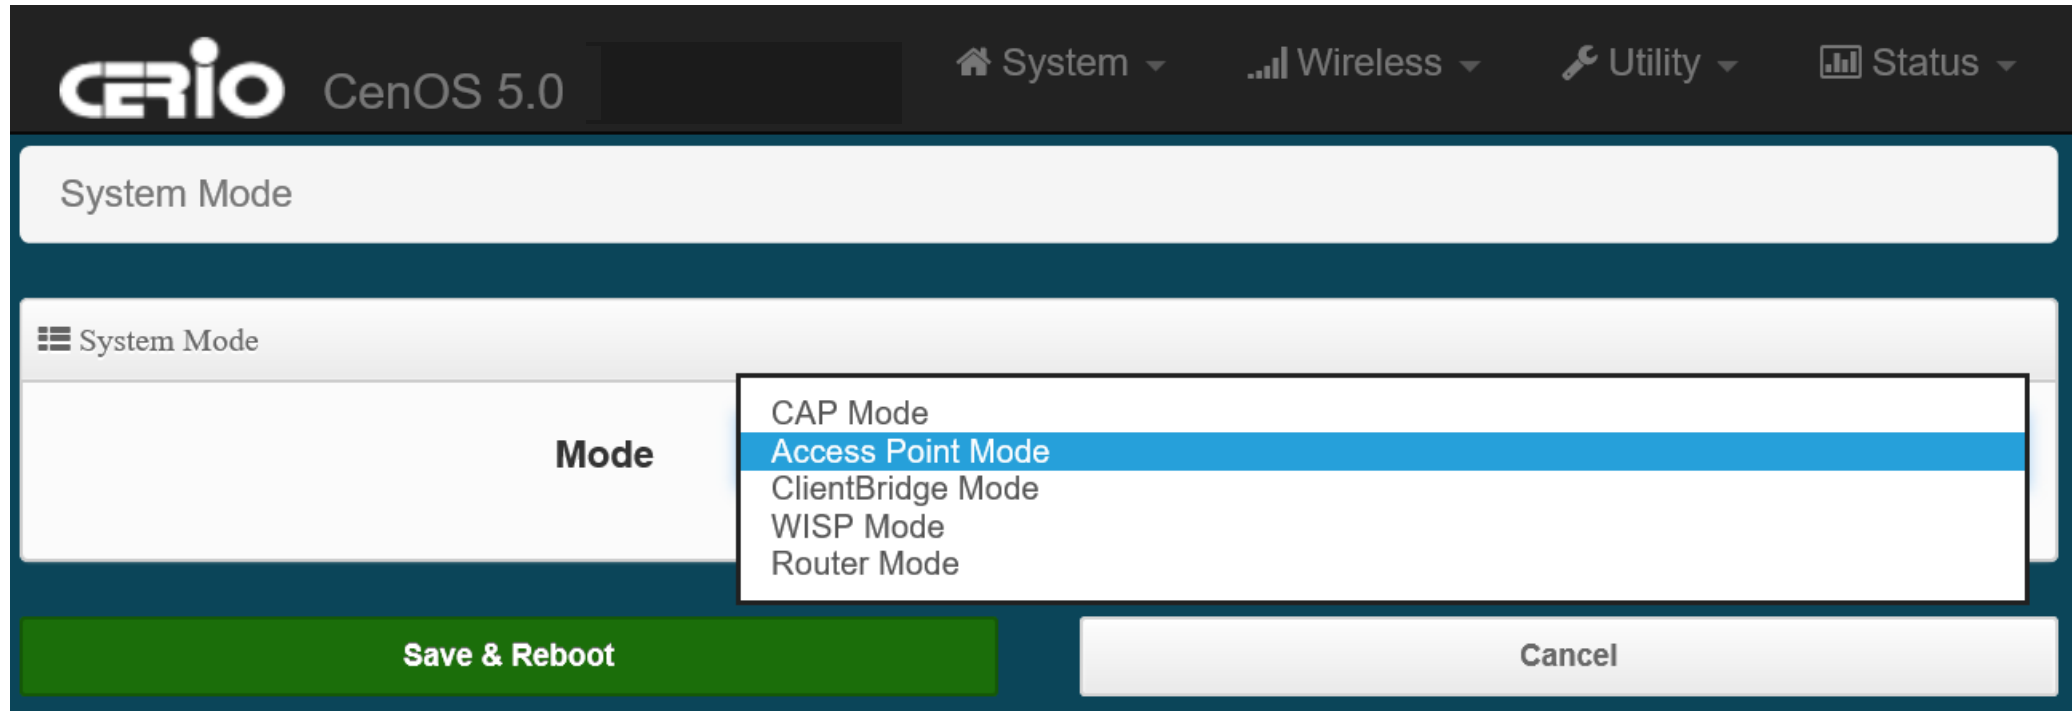 CERIO CenOS 5.0 System Wireless Utility Status
System Mode
System Mode
Mode
CAP Mode
Access Point Mode
ClientBridge Mode
WISP Mode
Router Mode
Save & Reboot Cancel